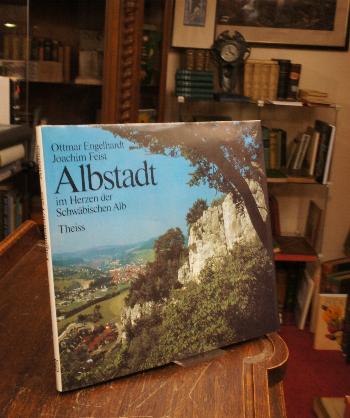 Ottmar Engelhardt
Joachim Feist
Albstadt
im Herzen der
Schwäbischen Alb
Theiss